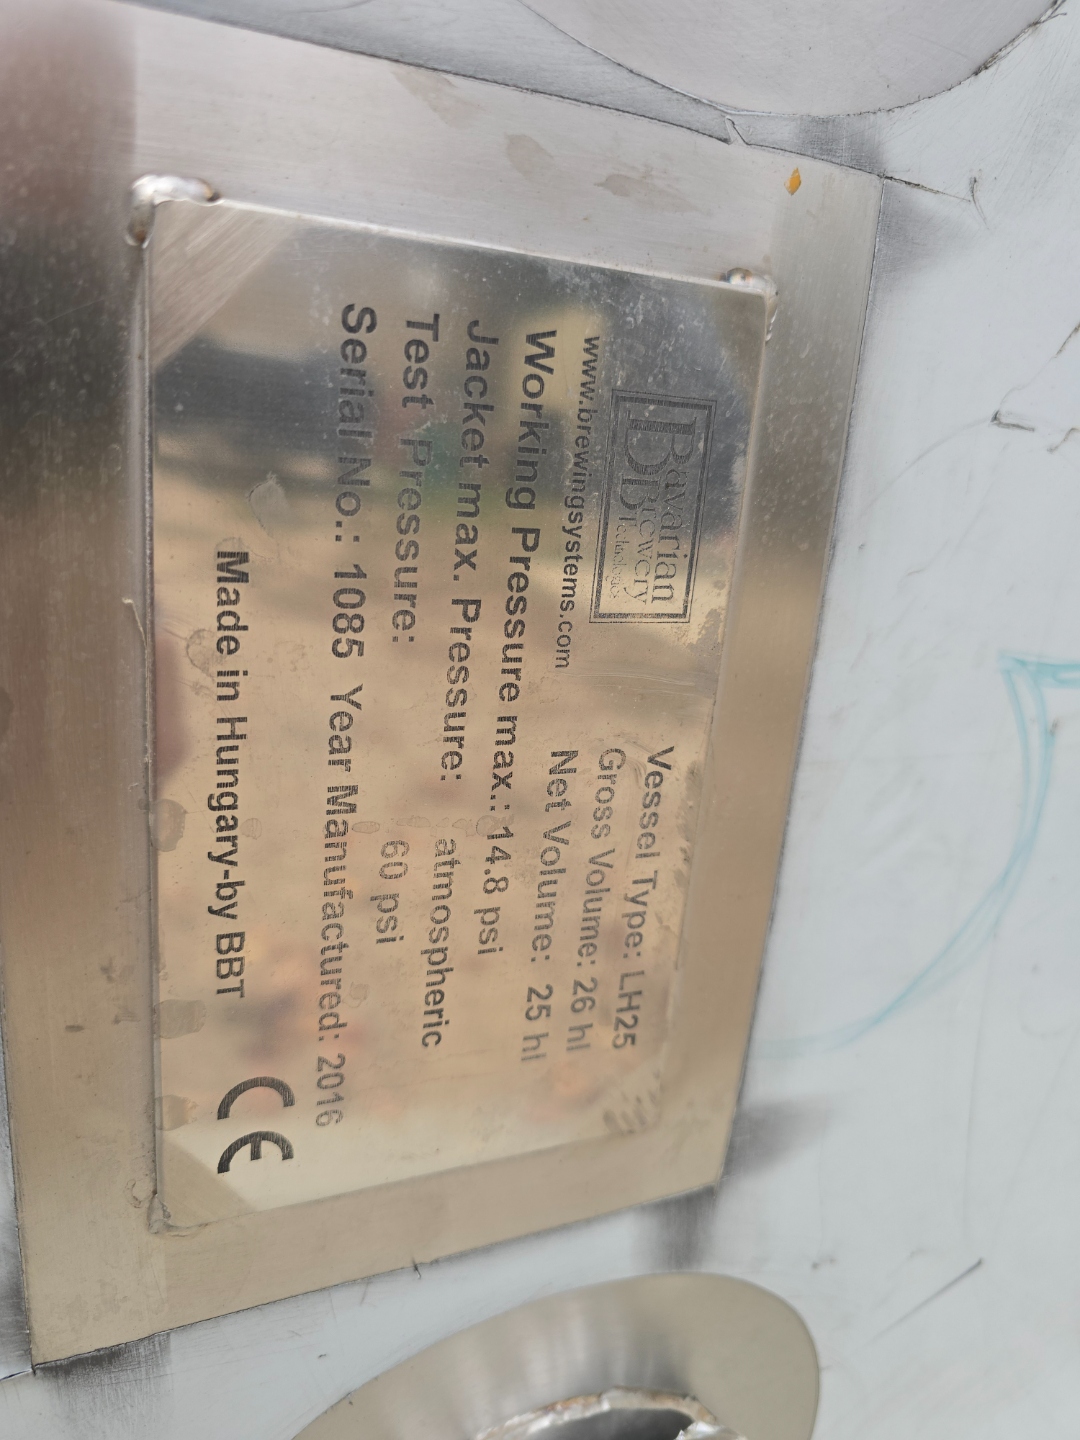 Bavarian
Brewery
Technologies
www.brewingsystems.com
Vessel Type: LH25
Gross Volume: 26 hl
Net Volume: 25 hl
Working Pressure max.: 14.8 psi
Jacket max. Pressure: atmospheric
Test Pressure: 60 psi
Serial No.: 1085 Year Manufactured: 2016
Made in Hungary-by BBT CE